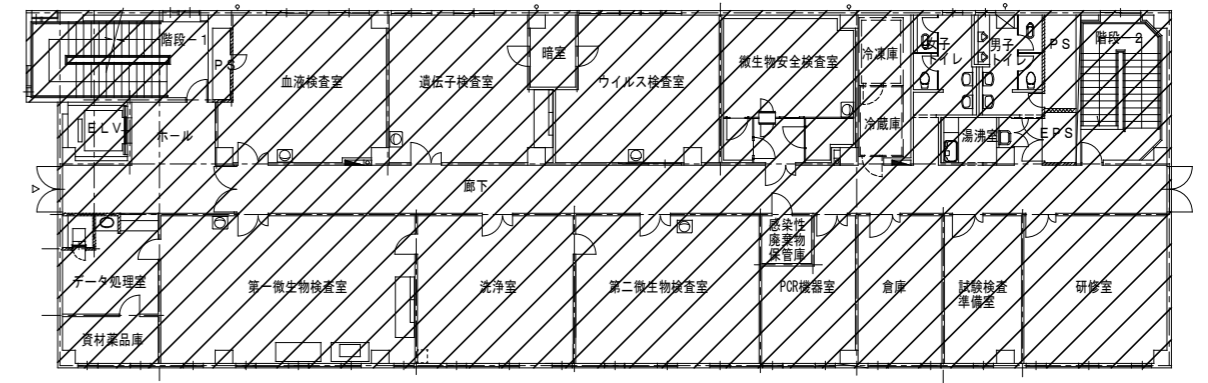 階段－1
PS
血液検査室
遺伝子検査室
暗室
ウイルス検査室
微生物安全検査室
冷凍庫
冷蔵庫
女子
トイレ
男子
トイレ
PS
階段－2
ELV
ホール
湯沸室
EPS
廊下
データ処理室
資材薬品庫
第一微生物検査室
洗浄室
第二微生物検査室
感染性
廃棄物
保管庫
PCR機器室
倉庫
試験検査
準備室
研修室